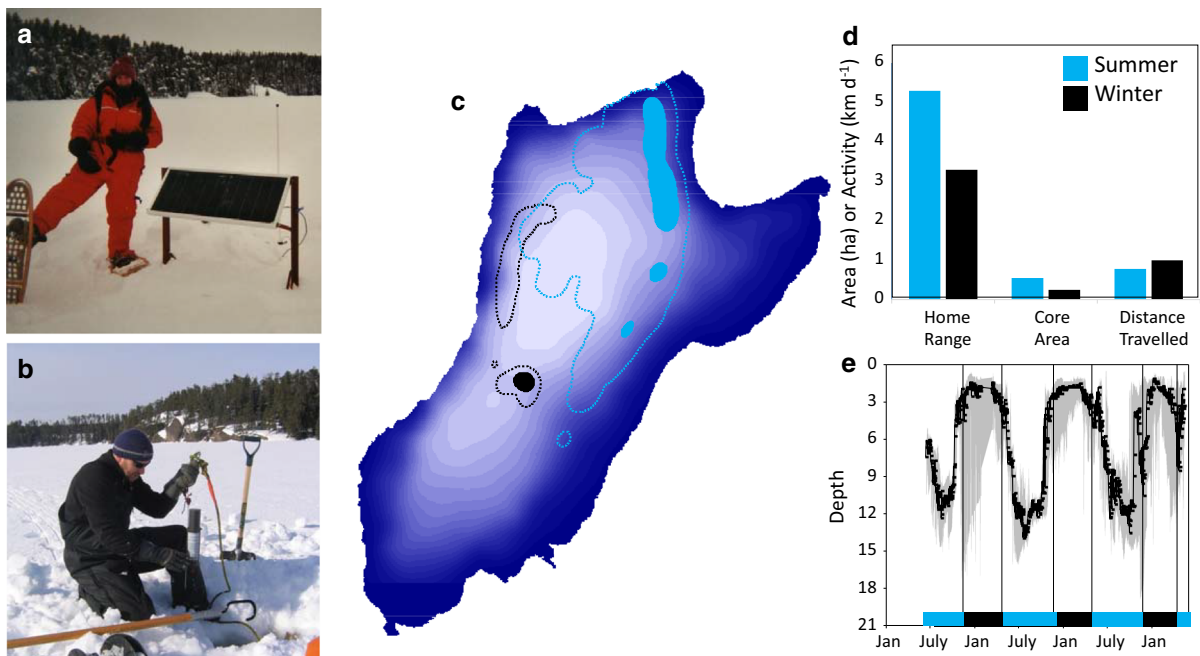 a
b
c
d
Area (ha) or Activity (km d⁻¹)
6
5
4
3
2
1
0
Summer
Winter
Home
Range
Core
Area
Distance
Travelled
e
Depth
0
3
6
9
12
15
18
21
Jan July Jan July Jan July Jan